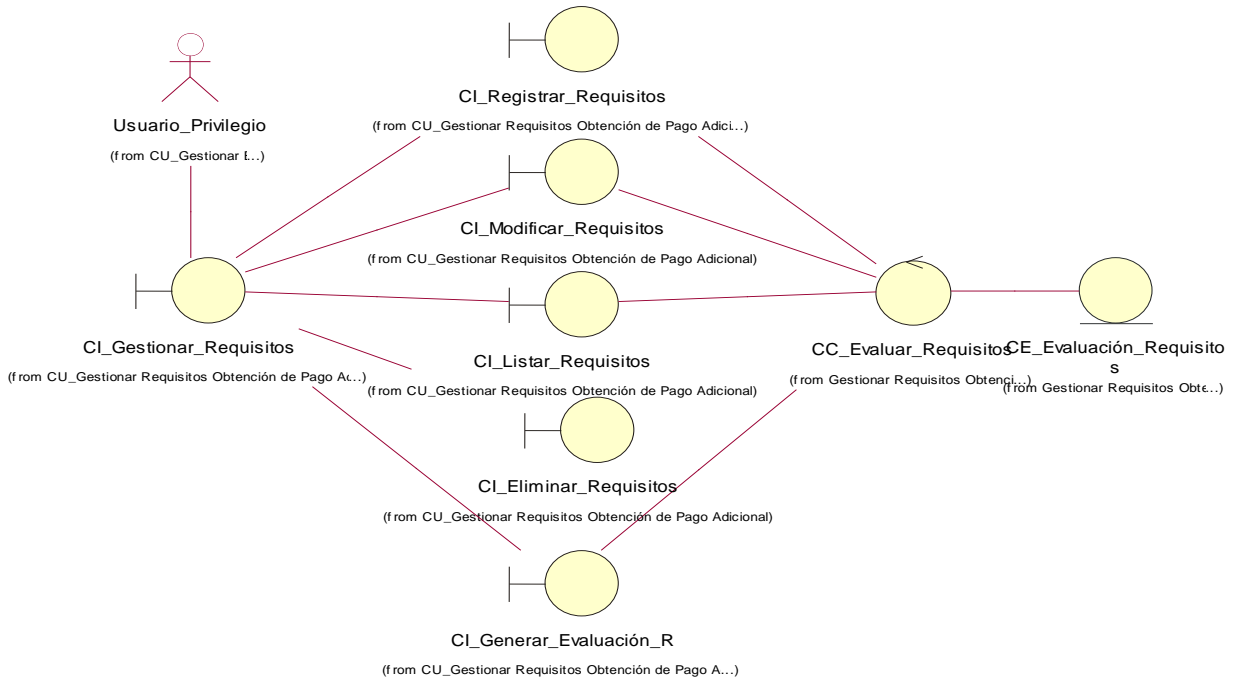 CI_Registrar_Requisitos
(from CU_Gestionar Requisitos Obtención de Pago Adici...)
Usuario_Privilegio
(from CU_Gestionar E...)
CI_Modificar_Requisitos
(from CU_Gestionar Requisitos Obtención de Pago Adicional)
CI_Gestionar_Requisitos
(from CU_Gestionar Requisitos Obtención de Pago Ad...)
CI_Listar_Requisitos
(from CU_Gestionar Requisitos Obtención de Pago Adicional)
CC_Evaluar_Requisitos
(from Gestionar Requisitos Obtenci...)
CE_Evaluación_Requisito
s
(from Gestionar Requisitos Obte...)
CI_Eliminar_Requisitos
(from CU_Gestionar Requisitos Obtención de Pago Adicional)
CI_Generar_Evaluación_R
(from CU_Gestionar Requisitos Obtención de Pago A...)